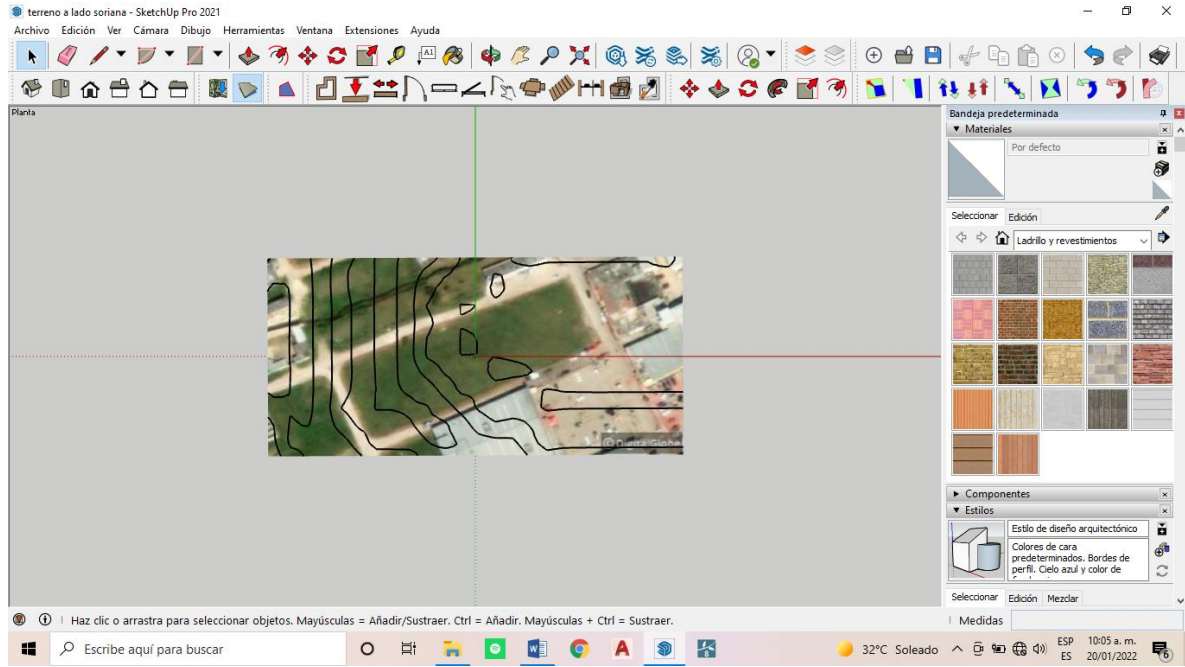 terreno a lado soriana - SketchUp Pro 2021
Archivo Edición Ver Cámara Dibujo Herramientas Ventana Extensiones Ayuda
A1
Planta
Bandeja predeterminada
Materiales
Por defecto
Seleccionar Edición
Ladrillo y revestimientos
Componentes
Estilos
Estilo de diseño arquitectónico
Colores de cara
predeterminados. Bordes de
perfil. Cielo azul y color de
Seleccionar Edición Mezclar
Haz clic o arrastra para seleccionar objetos. Mayúsculas = Añadir/Sustraer. Ctrl = Añadir. Mayúsculas + Ctrl = Sustraer.
Medidas
Escribe aquí para buscar
32°C Soleado
ESP
ES
10:05 a. m.
20/01/2022
6